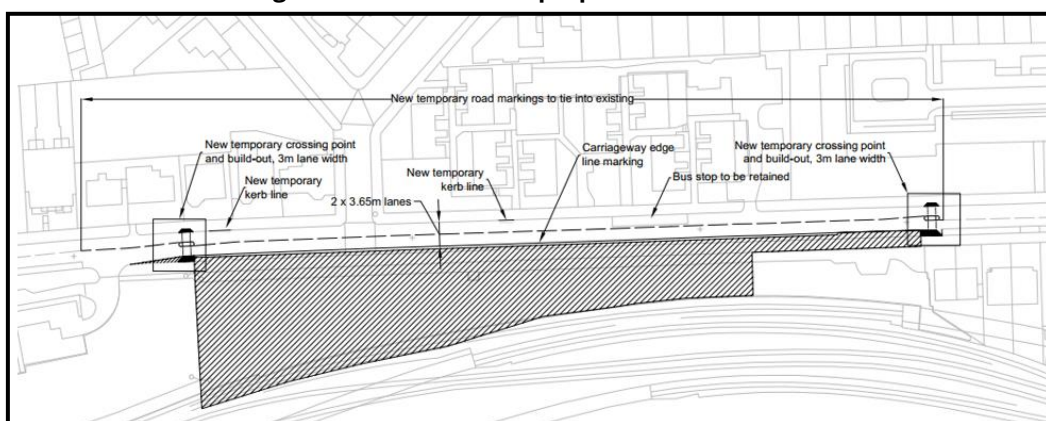 New temporary road markings to tie into existing
New temporary crossing point
and build-out, 3m lane width
New temporary
kerb line
2 x 3.65m lanes
New temporary
kerb line
Carriageway edge
line marking
Bus stop to be retained
New temporary crossing point
and build-out, 3m lane width